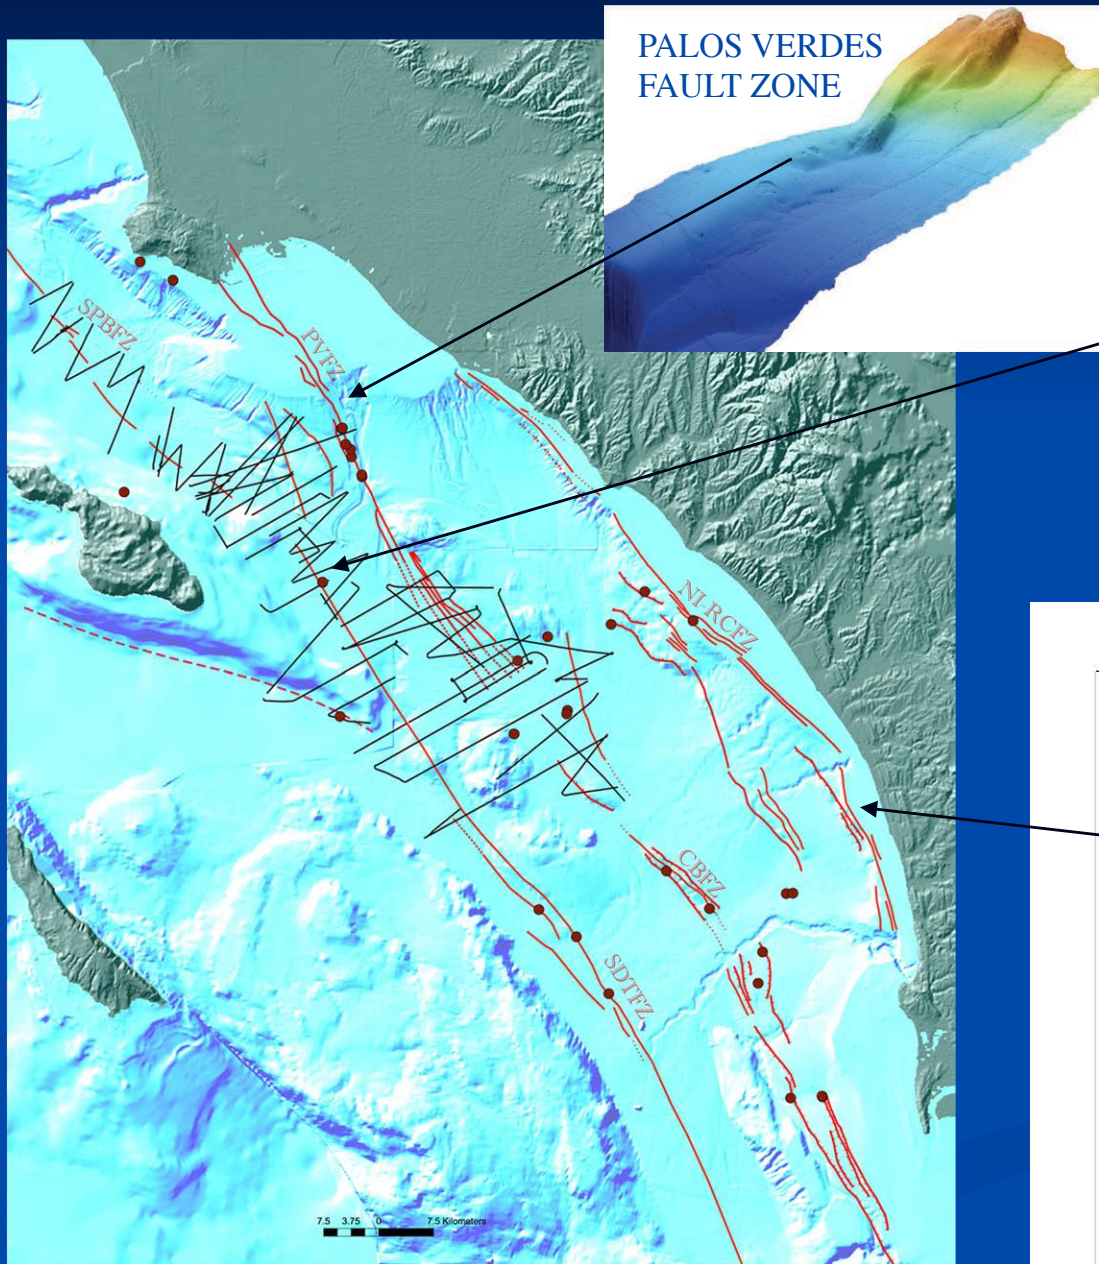 PALOS VERDES
FAULT ZONE
SPBFZ
PVFZ
NI-RCFZ
CBFZ
SDTFZ
7.5 3.75 0 7.5 Kilometers